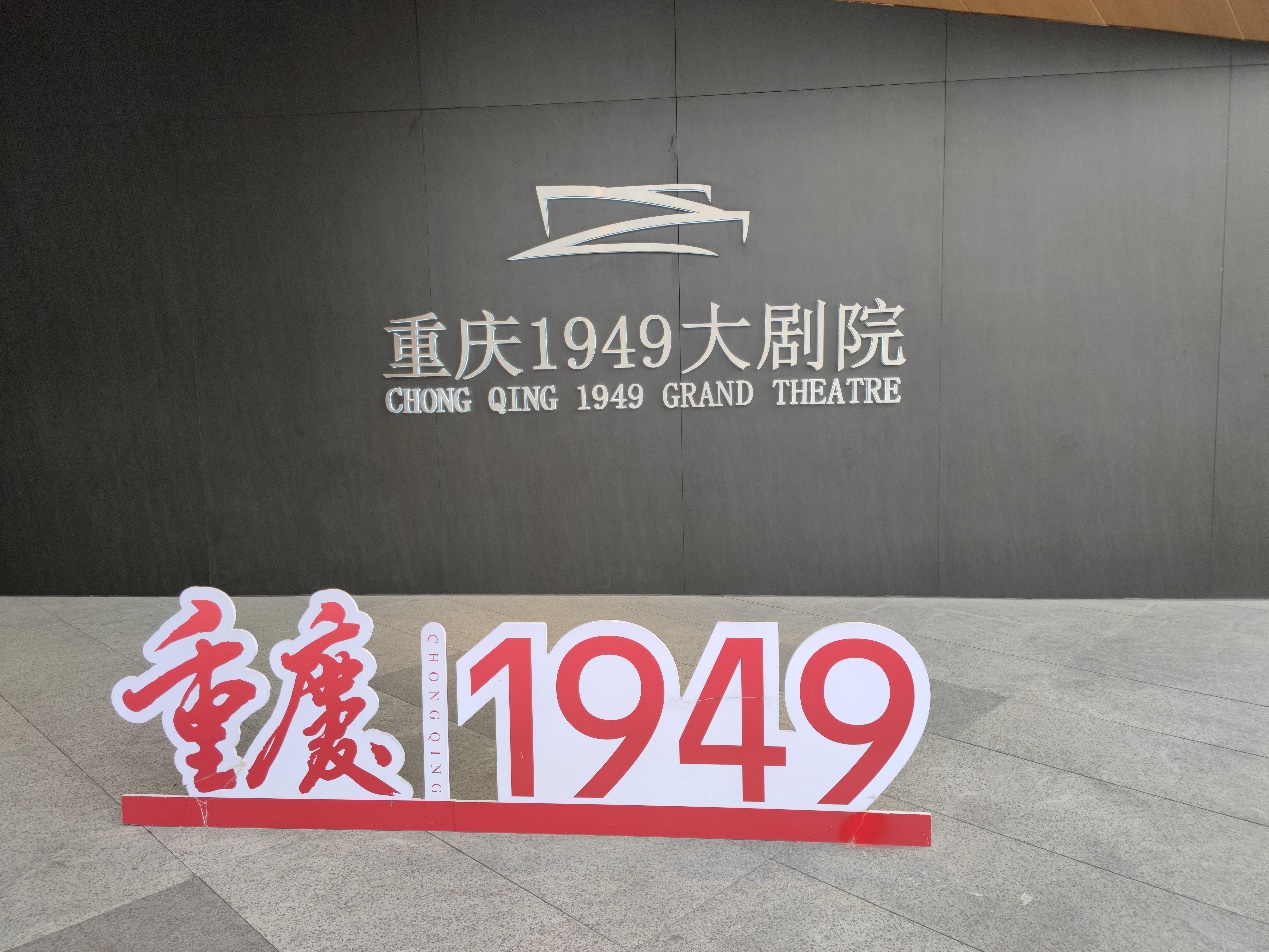 重庆1949大剧院
CHONG QING 1949 GRAND THEATRE
重慶
CHONGQING
1949